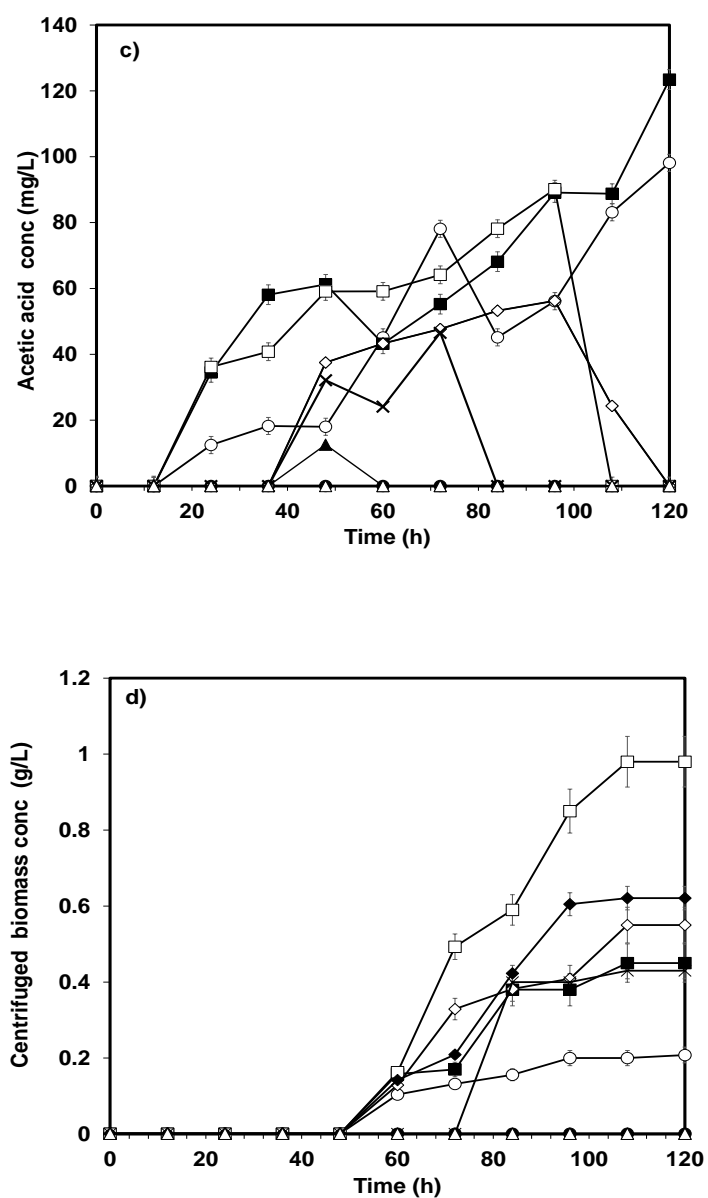 c)
Acetic acid conc (mg/L)
140
120
100
80
60
40
20
0
0 20 40 60 80 100 120
Time (h)
d)
Centrifuged biomass conc (g/L)
1.2
1
0.8
0.6
0.4
0.2
0
0 20 40 60 80 100 120
Time (h)